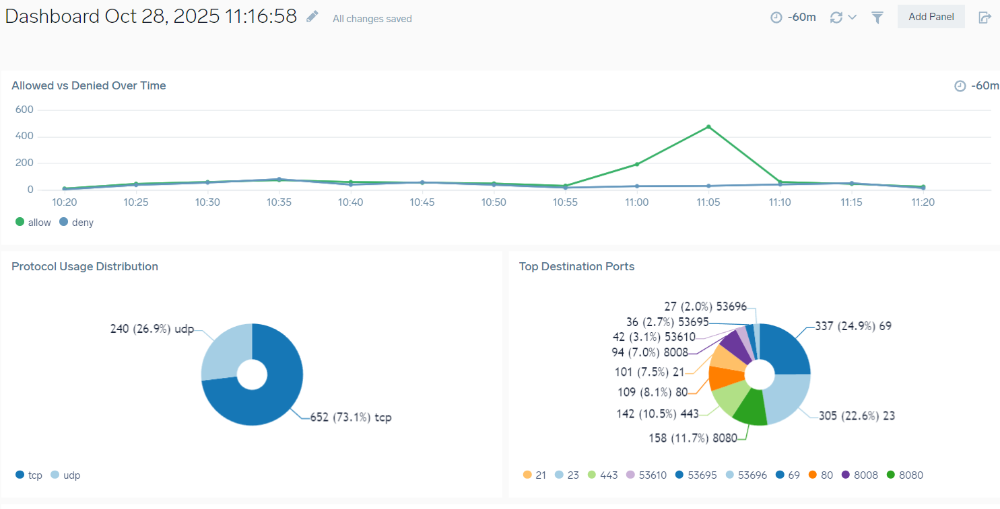 Dashboard Oct 28, 2025 11:16:58 All changes saved -60m Add Panel
Allowed vs Denied Over Time -60m
600
400
200
0
10:20 10:25 10:30 10:35 10:40 10:45 10:50 10:55 11:00 11:05 11:10 11:15 11:20
allow deny
Protocol Usage Distribution
240 (26.9%) udp
652 (73.1%) tcp
tcp udp
Top Destination Ports
27 (2.0%) 53696
36 (2.7%) 53695
337 (24.9%) 69
42 (3.1%) 53610
94 (7.0%) 8008
101 (7.5%) 21
109 (8.1%) 80
142 (10.5%) 443
305 (22.6%) 23
158 (11.7%) 8080
21 23 443 53610 53695 53696 69 80 8008 8080